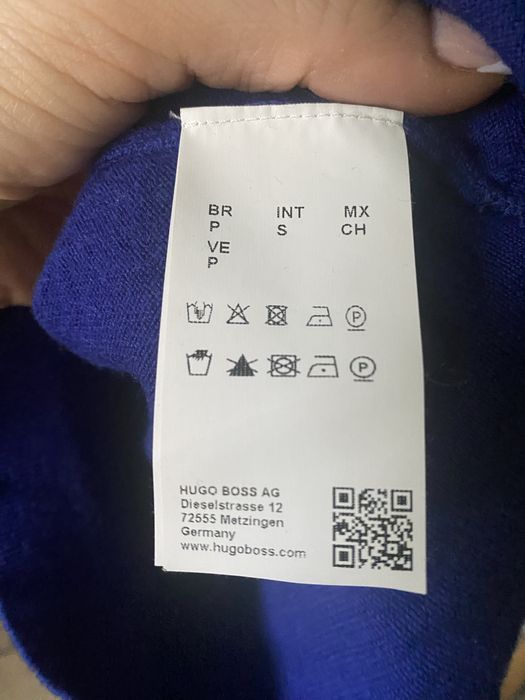 BR INT MX
P S CH
VE
P
P
P
HUGO BOSS AG
Dieselstrasse 12
72555 Metzingen
Germany
www.hugoboss.com